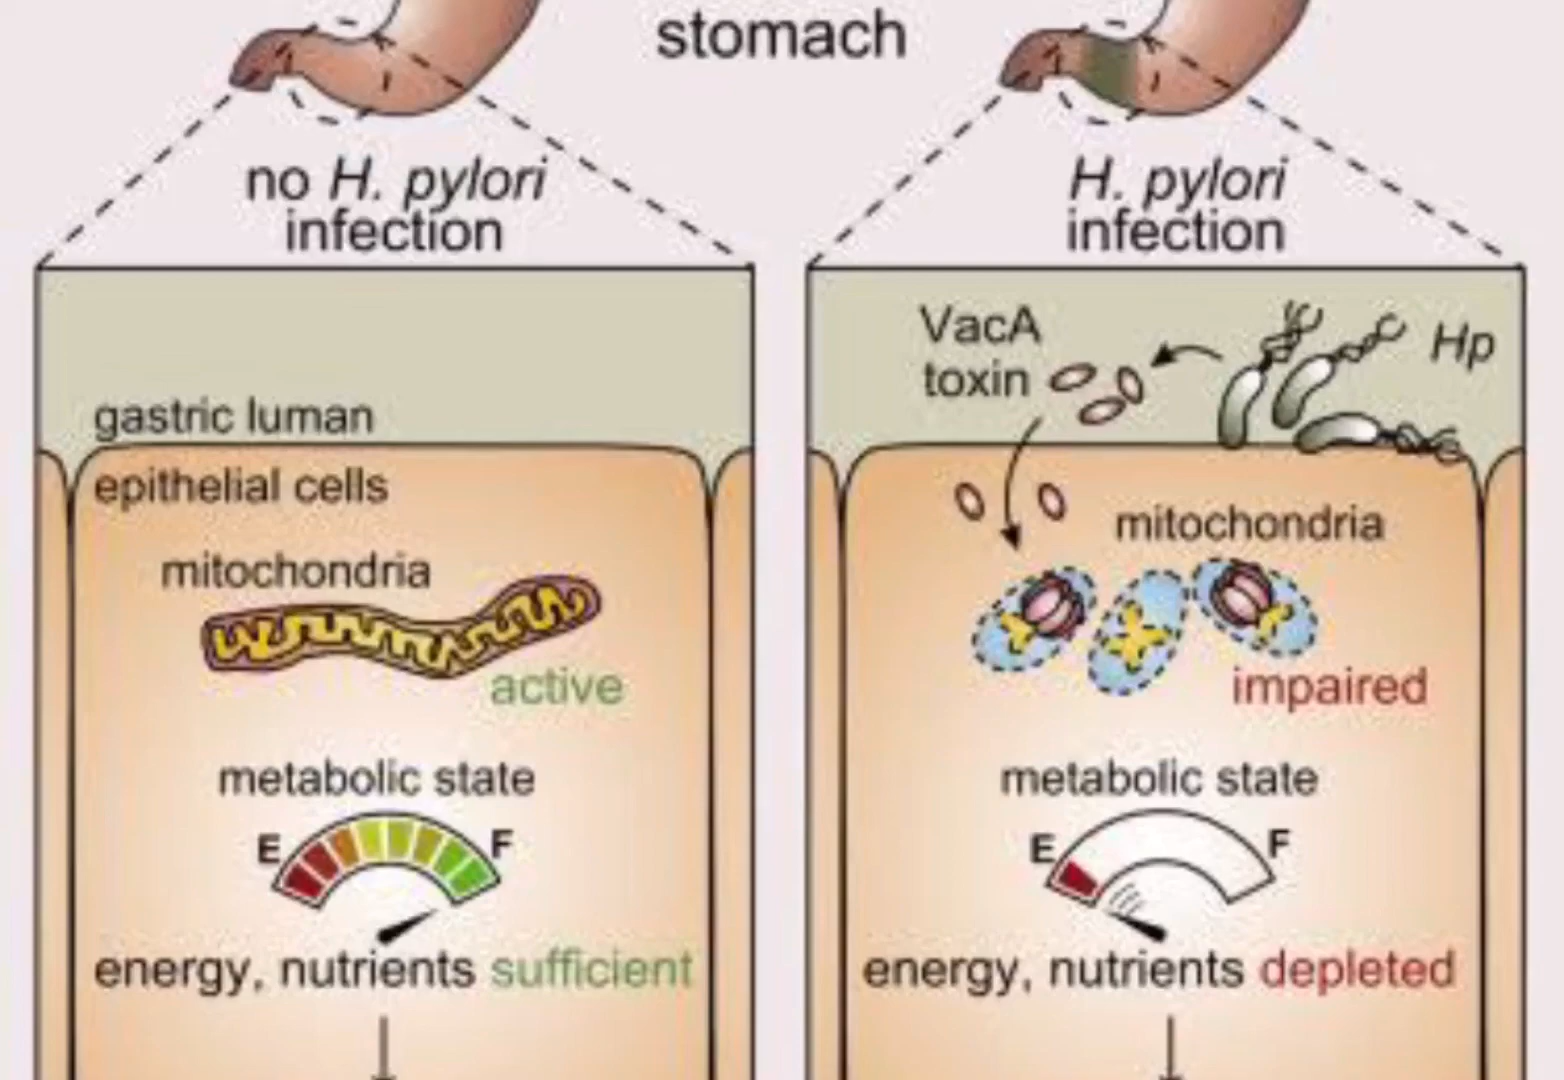 stomach
no H. pylori
infection
gastric luman
epithelial cells
mitochondria
active
metabolic state
E F
energy, nutrients sufficient
H. pylori
infection
VacA
toxin
Hp
mitochondria
impaired
metabolic state
E F
energy, nutrients depleted